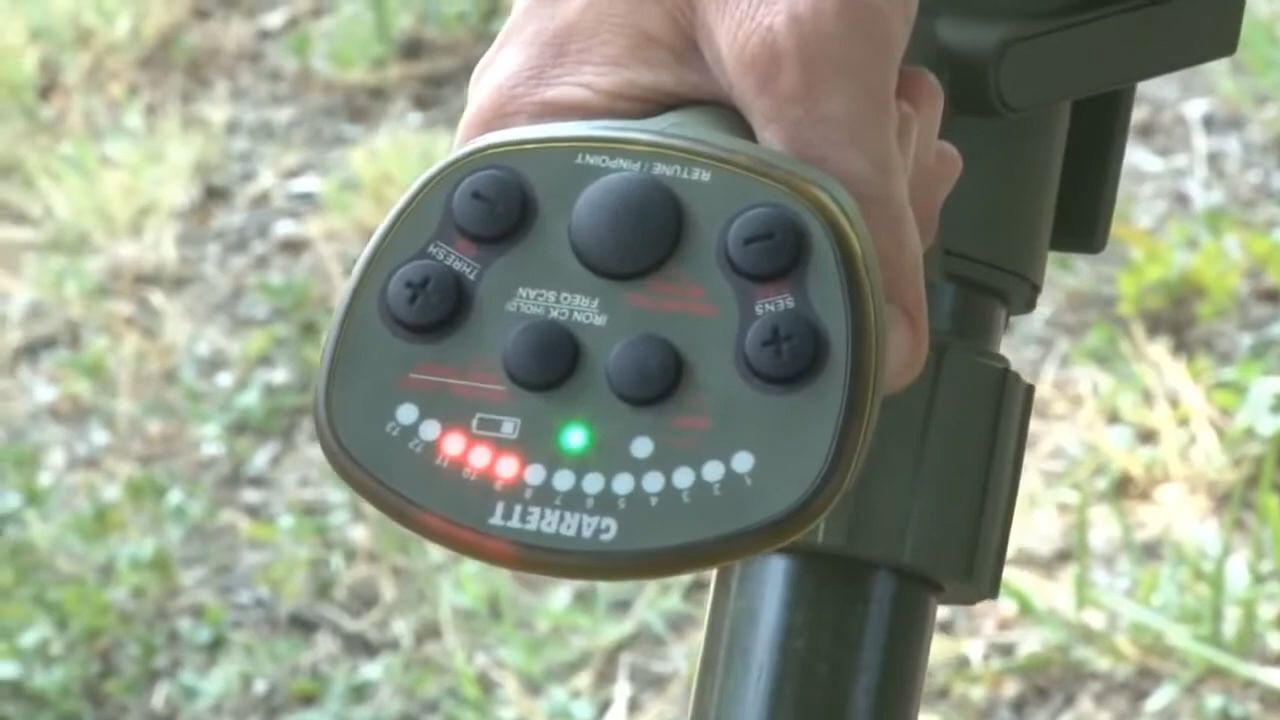 GARRETT
1 2 3 4 5 6 7 8 9 10 11 12 13
IRON CK (HOLD)
FREQ SCAN
SENS
THRESH
RETUNE / PINPOINT